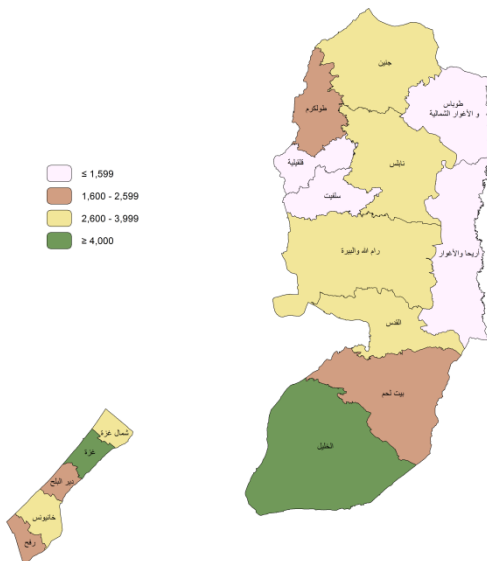 جنين
طولكرم
طوباس
و الأغوار الشمالية
قلقيلية
نابلس
سلفيت
≤ 1,599
1,600 - 2,599
2,600 - 3,999
≥ 4,000
رام الله والبيرة
أريحا والأغوار
القدس
بيت لحم
الخليل
شمال غزة
غزة
دير البلح
خانيونس
رفح